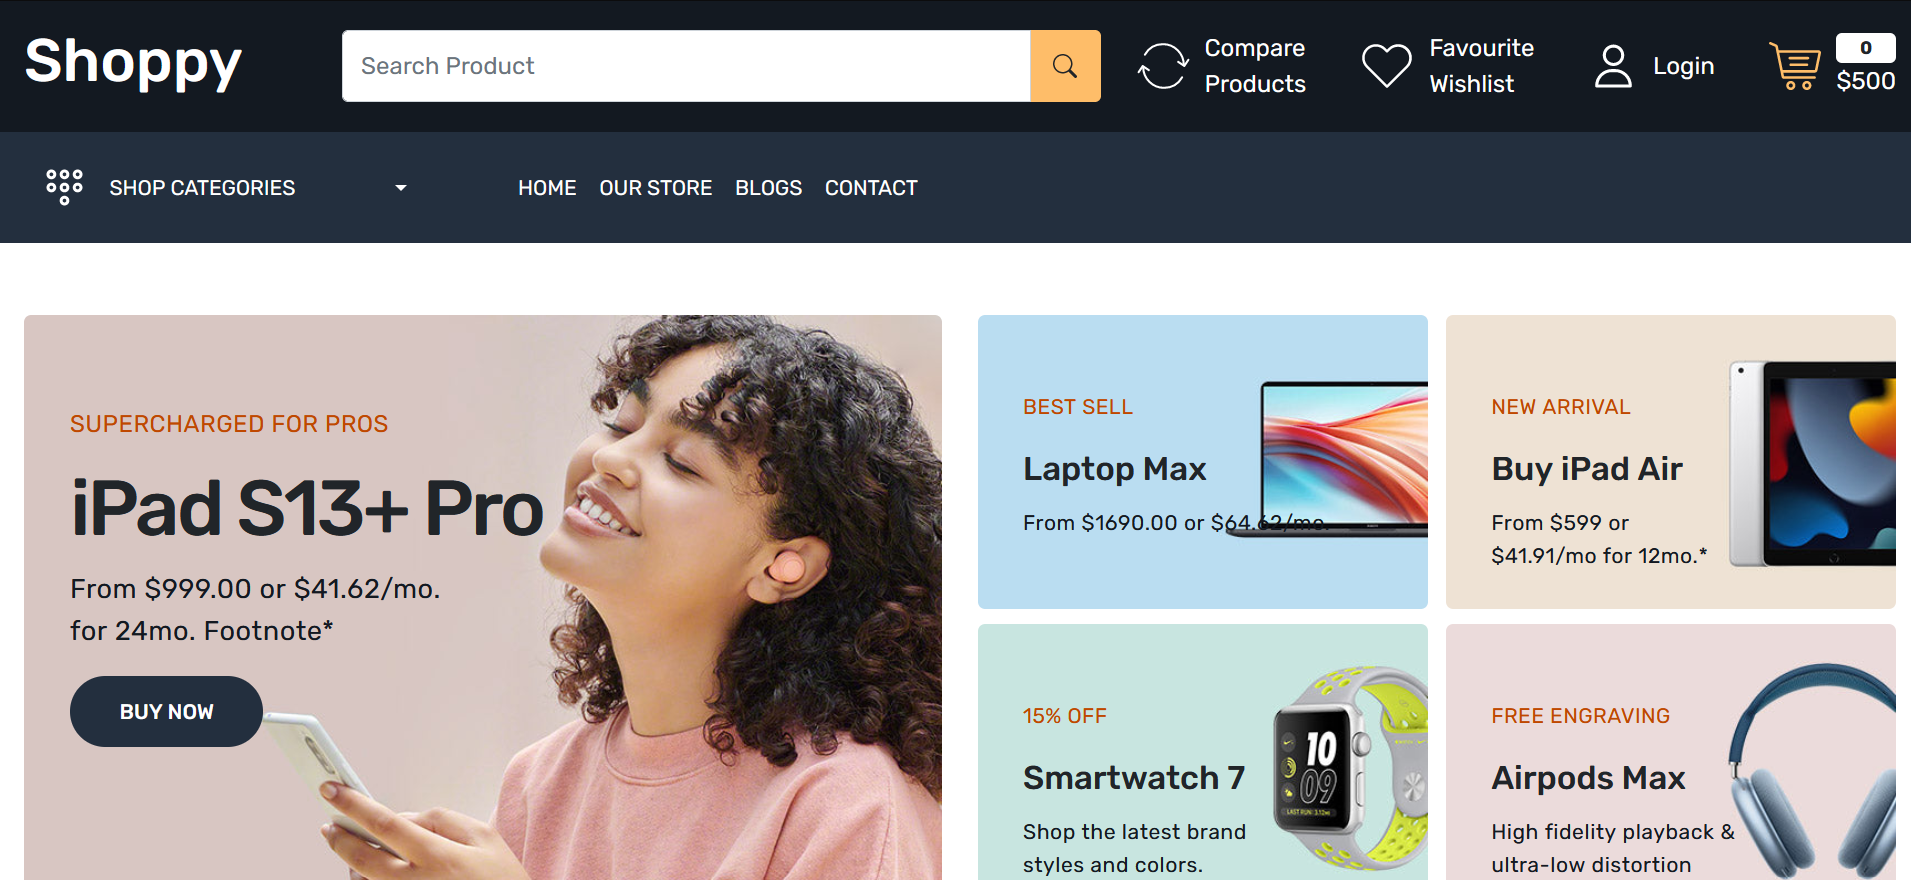 Shoppy
Search Product
Compare
Products
Favourite
Wishlist
Login
0
$500
SHOP CATEGORIES
HOME OUR STORE BLOGS CONTACT
SUPERCHARGED FOR PROS
iPad S13+ Pro
From $999.00 or $41.62/mo.
for 24mo. Footnote*
BUY NOW
BEST SELL
Laptop Max
From $1690.00 or $64.62/mo.
NEW ARRIVAL
Buy iPad Air
From $599 or
$41.91/mo for 12mo.*
15% OFF
Smartwatch 7
Shop the latest brand
styles and colors.
10
09
LAST RUN: 3.12mi
FREE ENGRAVING
Airpods Max
High fidelity playback &
ultra-low distortion